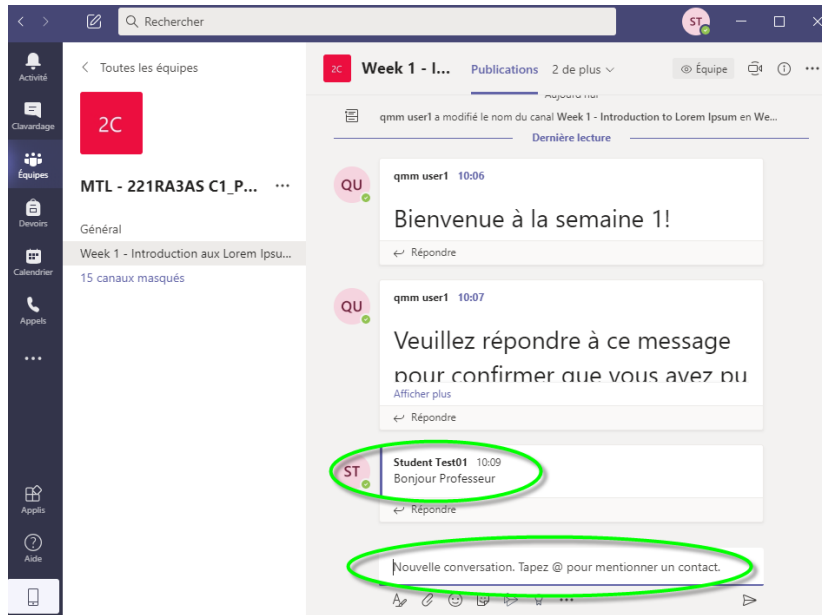 Rechercher
ST
Activité
Clavardage
Équipes
Devoirs
Calendrier
Appels
Applis
Aide
Toutes les équipes
2C
MTL - 221RA3AS C1_P... ...
Général
Week 1 - Introduction aux Lorem Ipsu...
15 canaux masqués
2C
Week 1 - I... Publications 2 de plus Équipe
Aujourd'hui
qmm user1 a modifié le nom du canal Week 1 - Introduction to Lorem Ipsum en We...
Dernière lecture
QU
qmm user1 10:06
Bienvenue à la semaine 1!
Répondre
QU
qmm user1 10:07
Veuillez répondre à ce message
pour confirmer que vous avez pu
Afficher plus
Répondre
ST
Student Test01 10:09
Bonjour Professeur
Répondre
Nouvelle conversation. Tapez @ pour mentionner un contact.